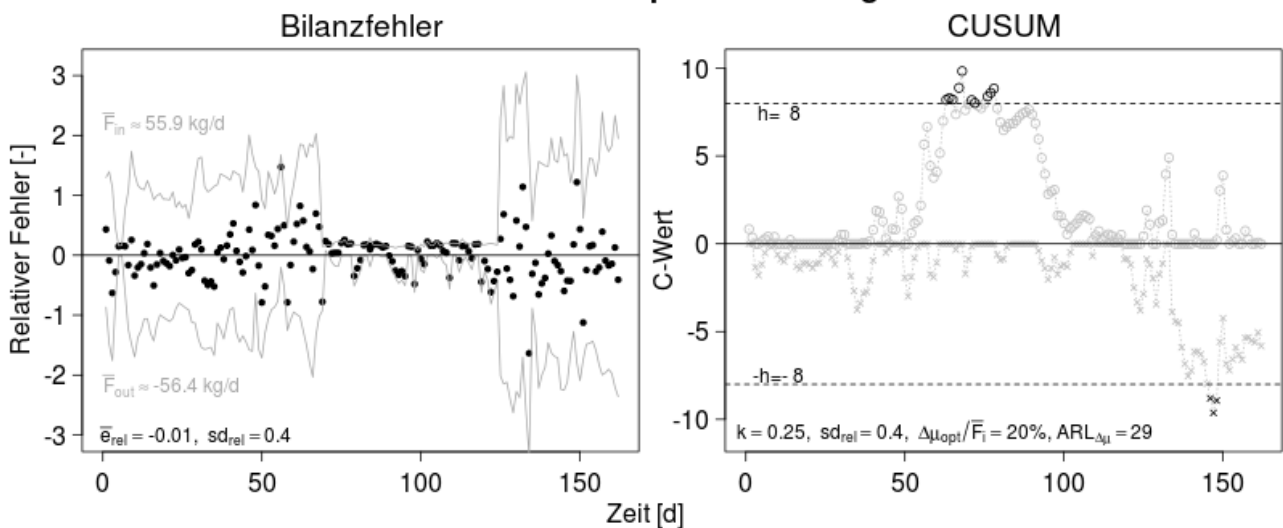 Bilanzfehler
CUSUM
Relativer Fehler [-]
3
2
1
0
-1
-2
-3
F̅in ≈ 55.9 kg/d
F̅out ≈ -56.4 kg/d
e̅rel = -0.01, sdrel = 0.4
0 50 100 150
C-Wert
10
5
0
-5
-10
h= 8
-h=- 8
k = 0.25, sdrel = 0.4, Δμopt/F̅i = 20%, ARLΔμ = 29
0 50 100 150
Zeit [d]